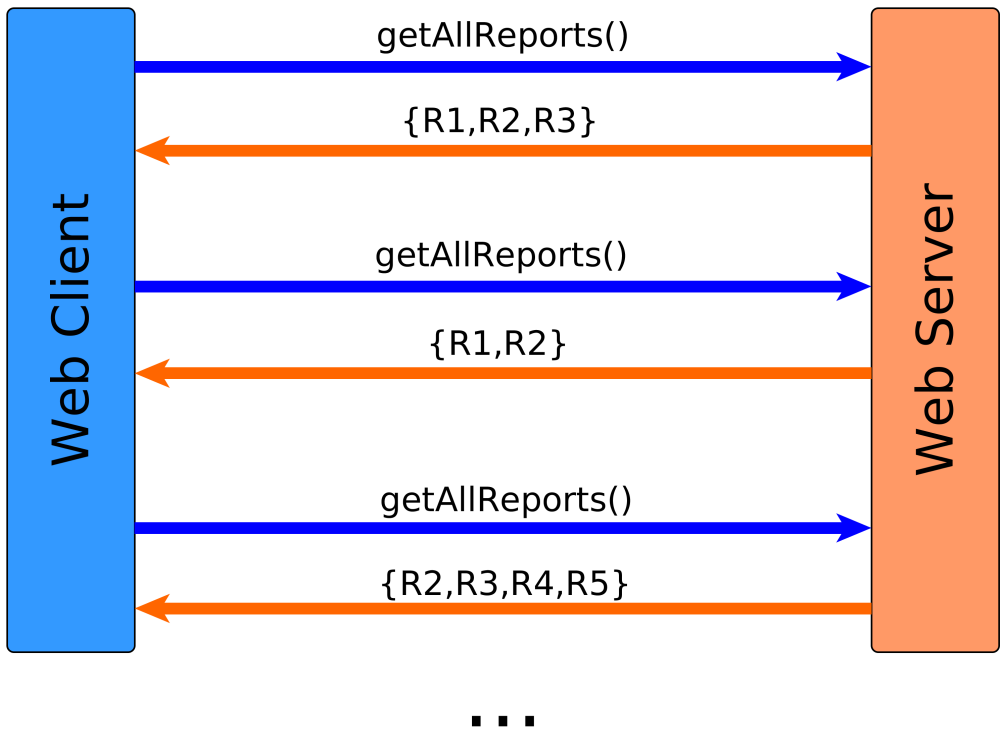 getAllReports()
{R1,R2,R3}
Web Client
Web Server
getAllReports()
{R1,R2}
getAllReports()
{R2,R3,R4,R5}
...